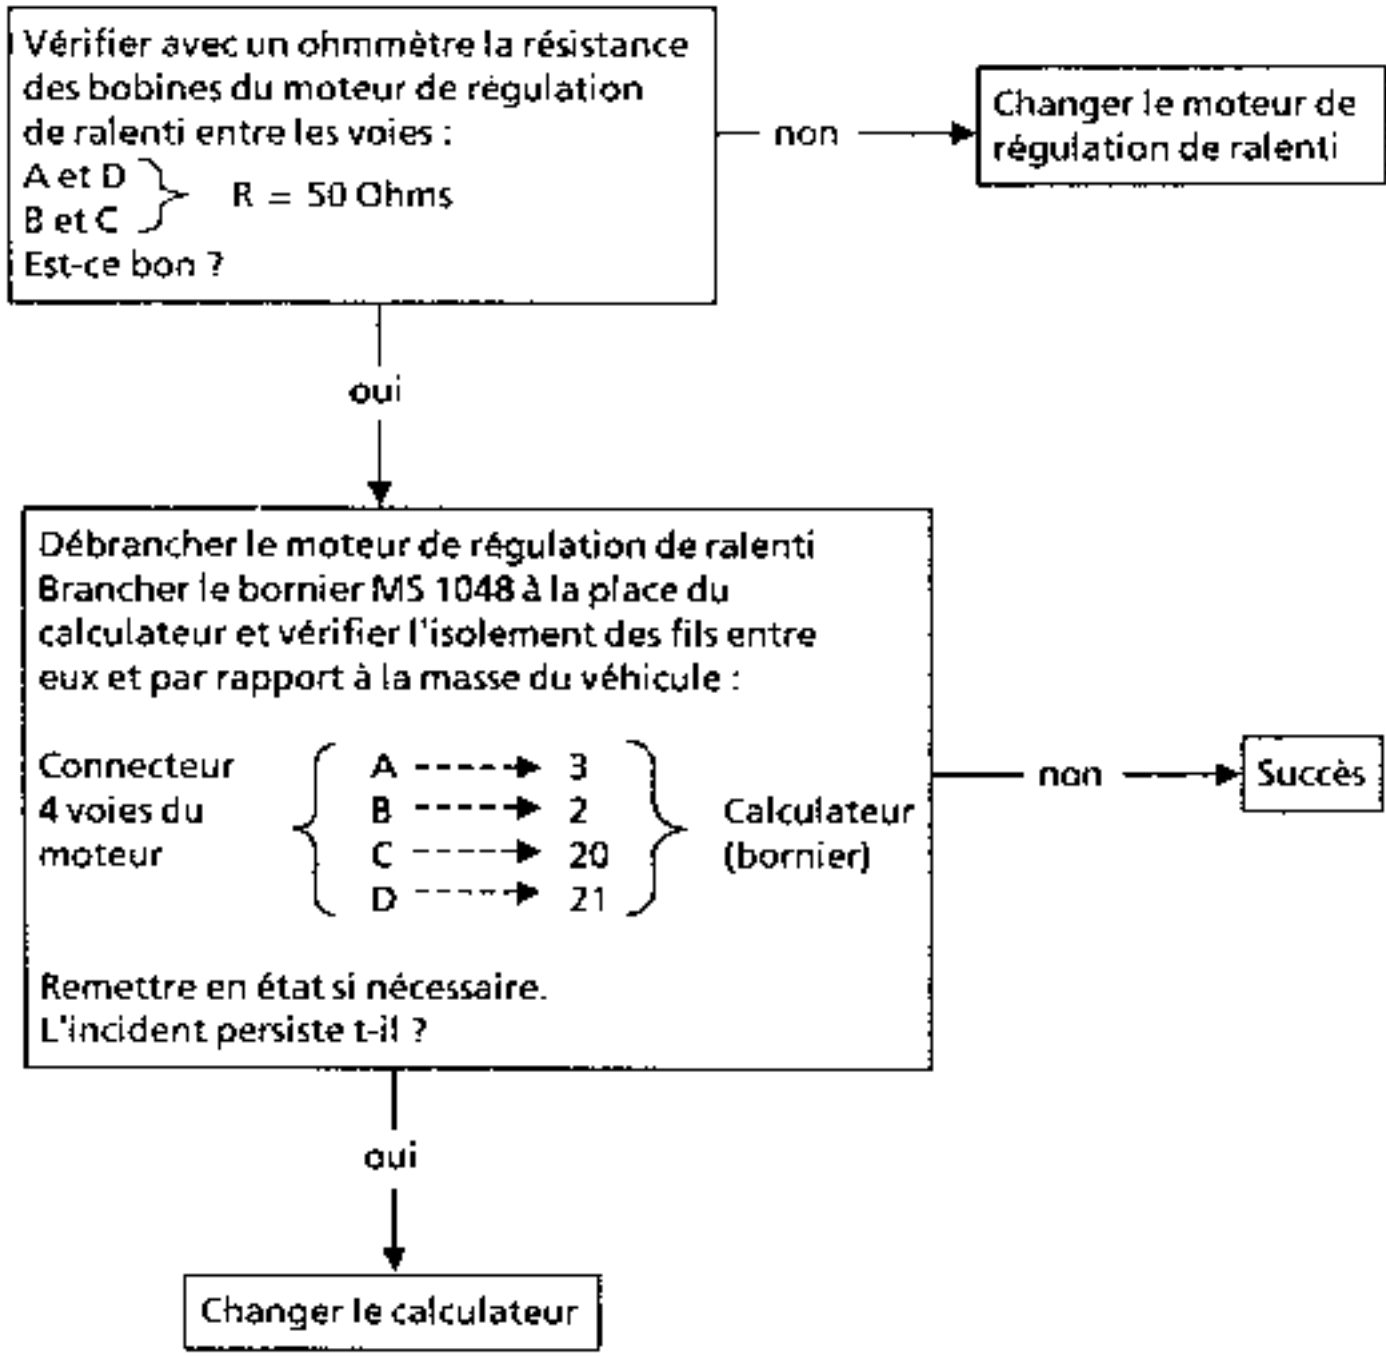 Vérifier avec un ohmmètre la résistance
des bobines du moteur de régulation
de ralenti entre les voies :
A et D
B et C
R = 50 Ohms
Est-ce bon ?
non
Changer le moteur de
régulation de ralenti
oui
Débrancher le moteur de régulation de ralenti
Brancher le bornier MS 1048 à la place du
calculateur et vérifier l'isolement des fils entre
eux et par rapport à la masse du véhicule :
Connecteur
4 voies du
moteur
A 3
B 2
C 20
D 21
Calculateur
(bornier)
Remettre en état si nécessaire.
L'incident persiste t-il ?
non
Succès
oui
Changer le calculateur